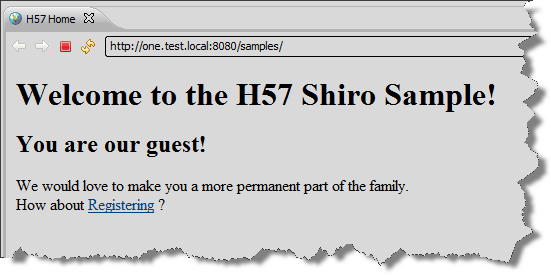 H57 Home
http://one.test.local:8080/samples/
Welcome to the H57 Shiro Sample!
You are our guest!
We would love to make you a more permanent part of the family.
How about Registering ?